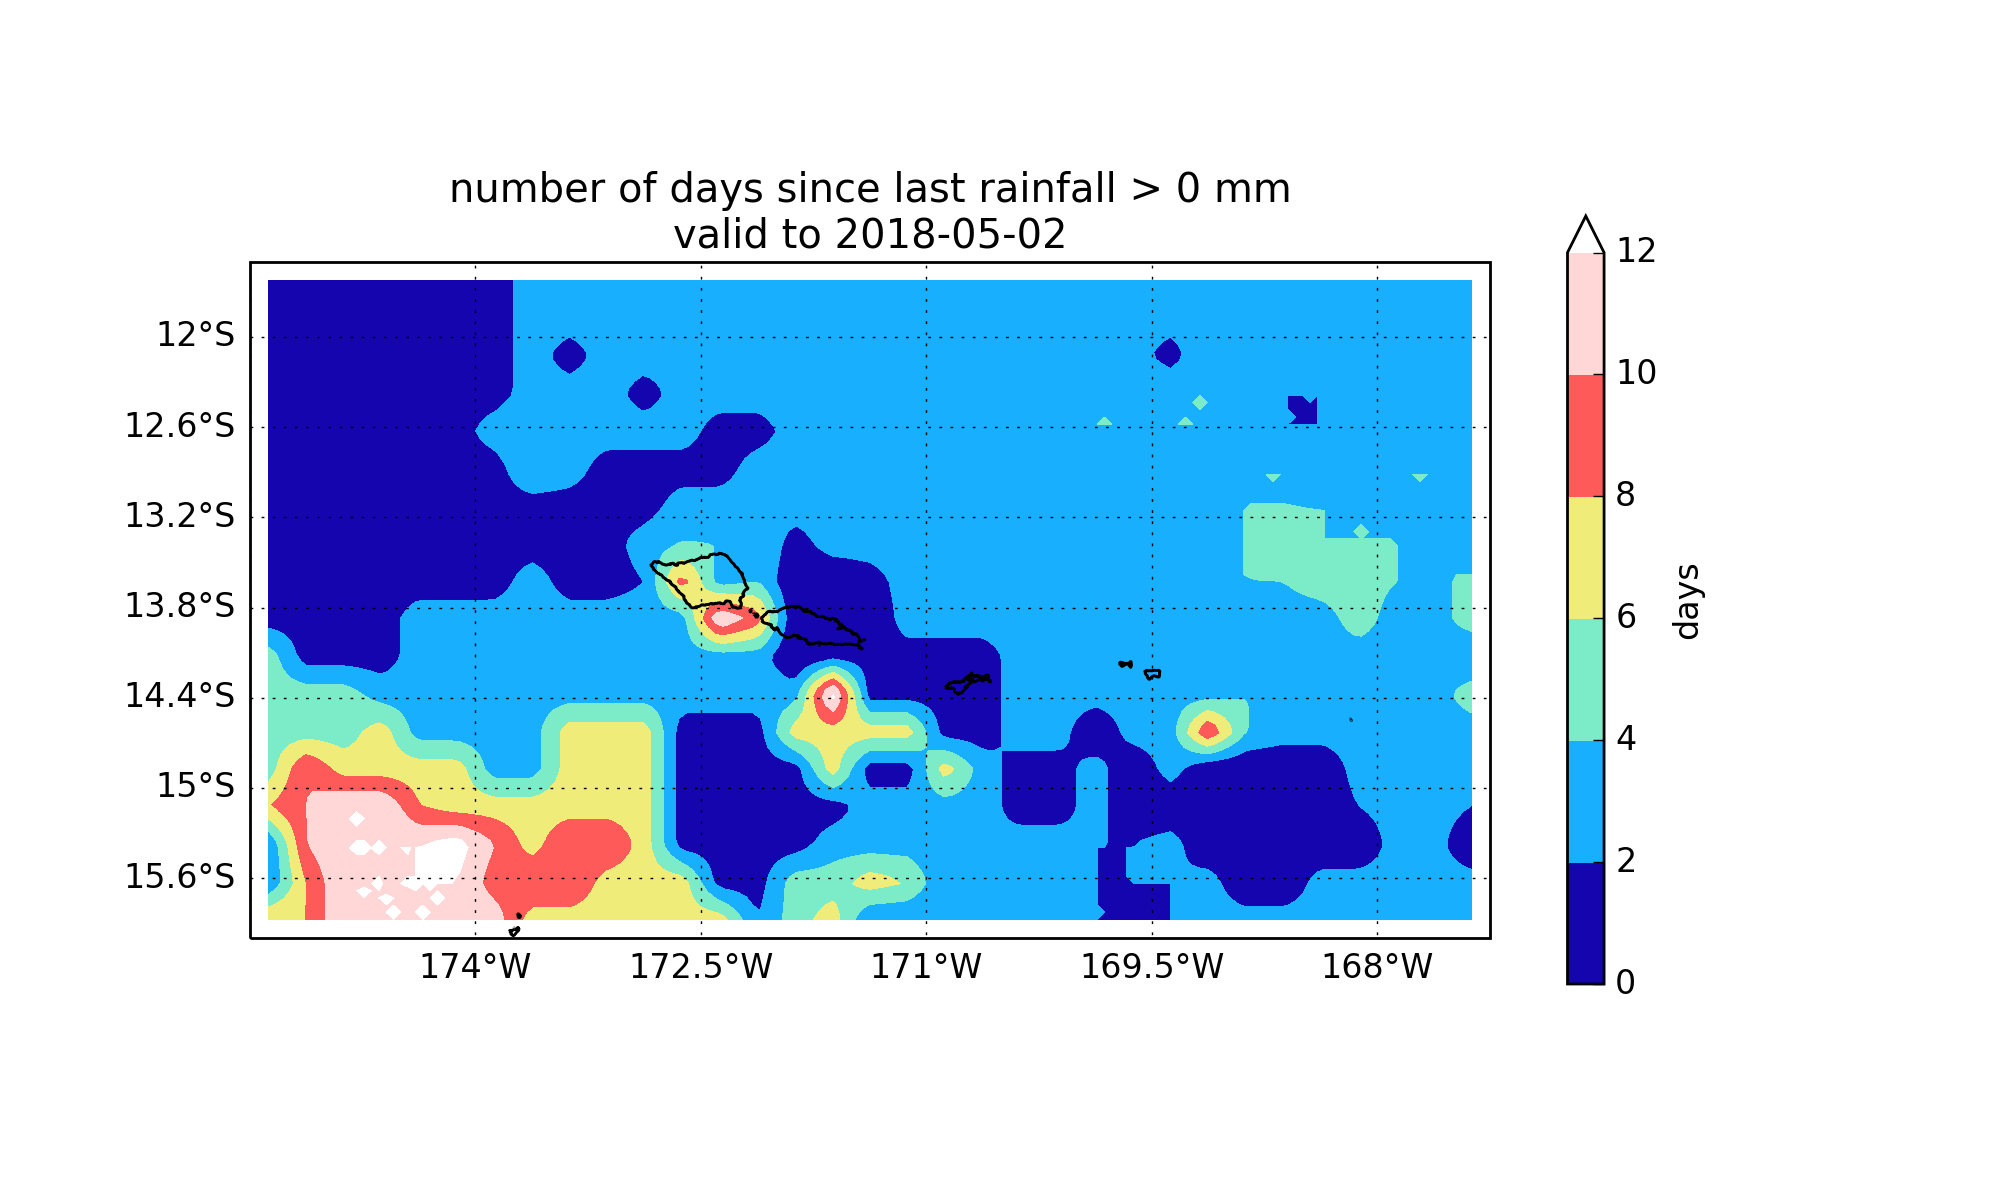 number of days since last rainfall > 0 mm
valid to 2018-05-02
12°S
12.6°S
13.2°S
13.8°S
14.4°S
15°S
15.6°S
174°W
172.5°W
171°W
169.5°W
168°W
12
10
8
6
4
2
0
days